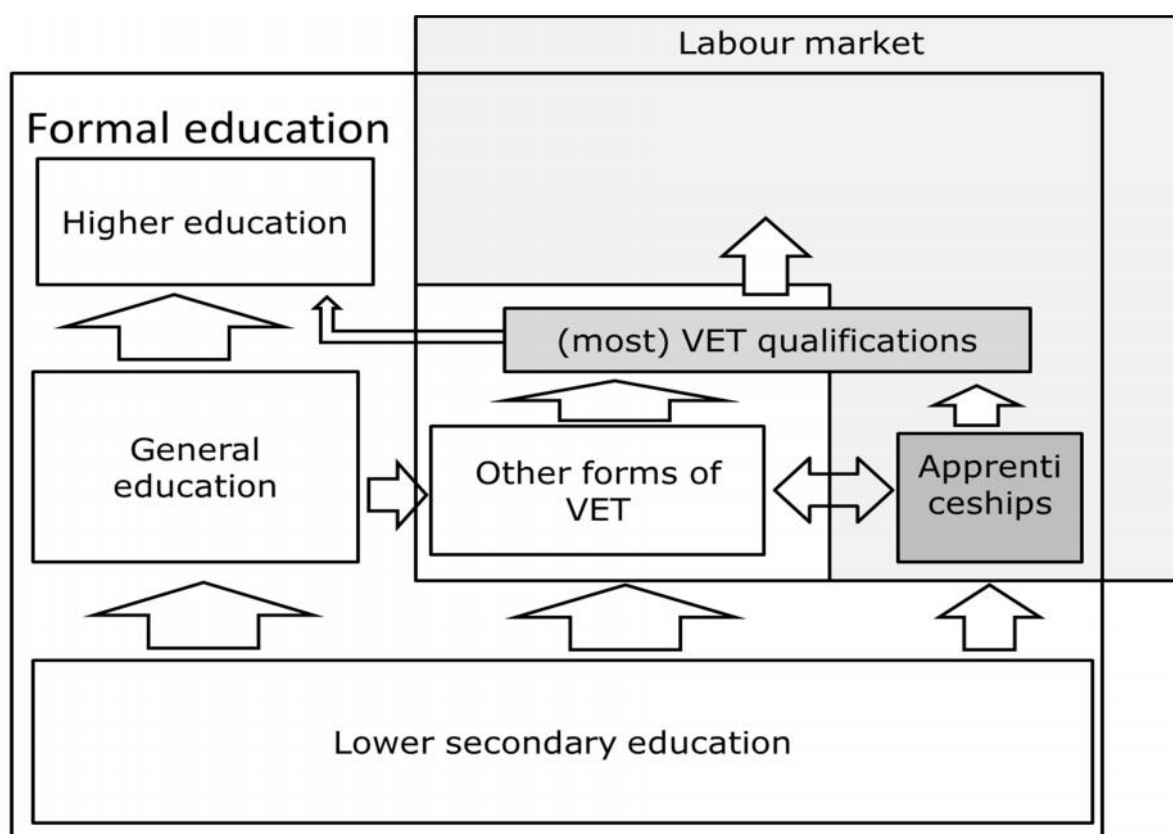 Labour market
Formal education
Higher education
(most) VET qualifications
General
education
Other forms of
VET
Apprenti
ceships
Lower secondary education